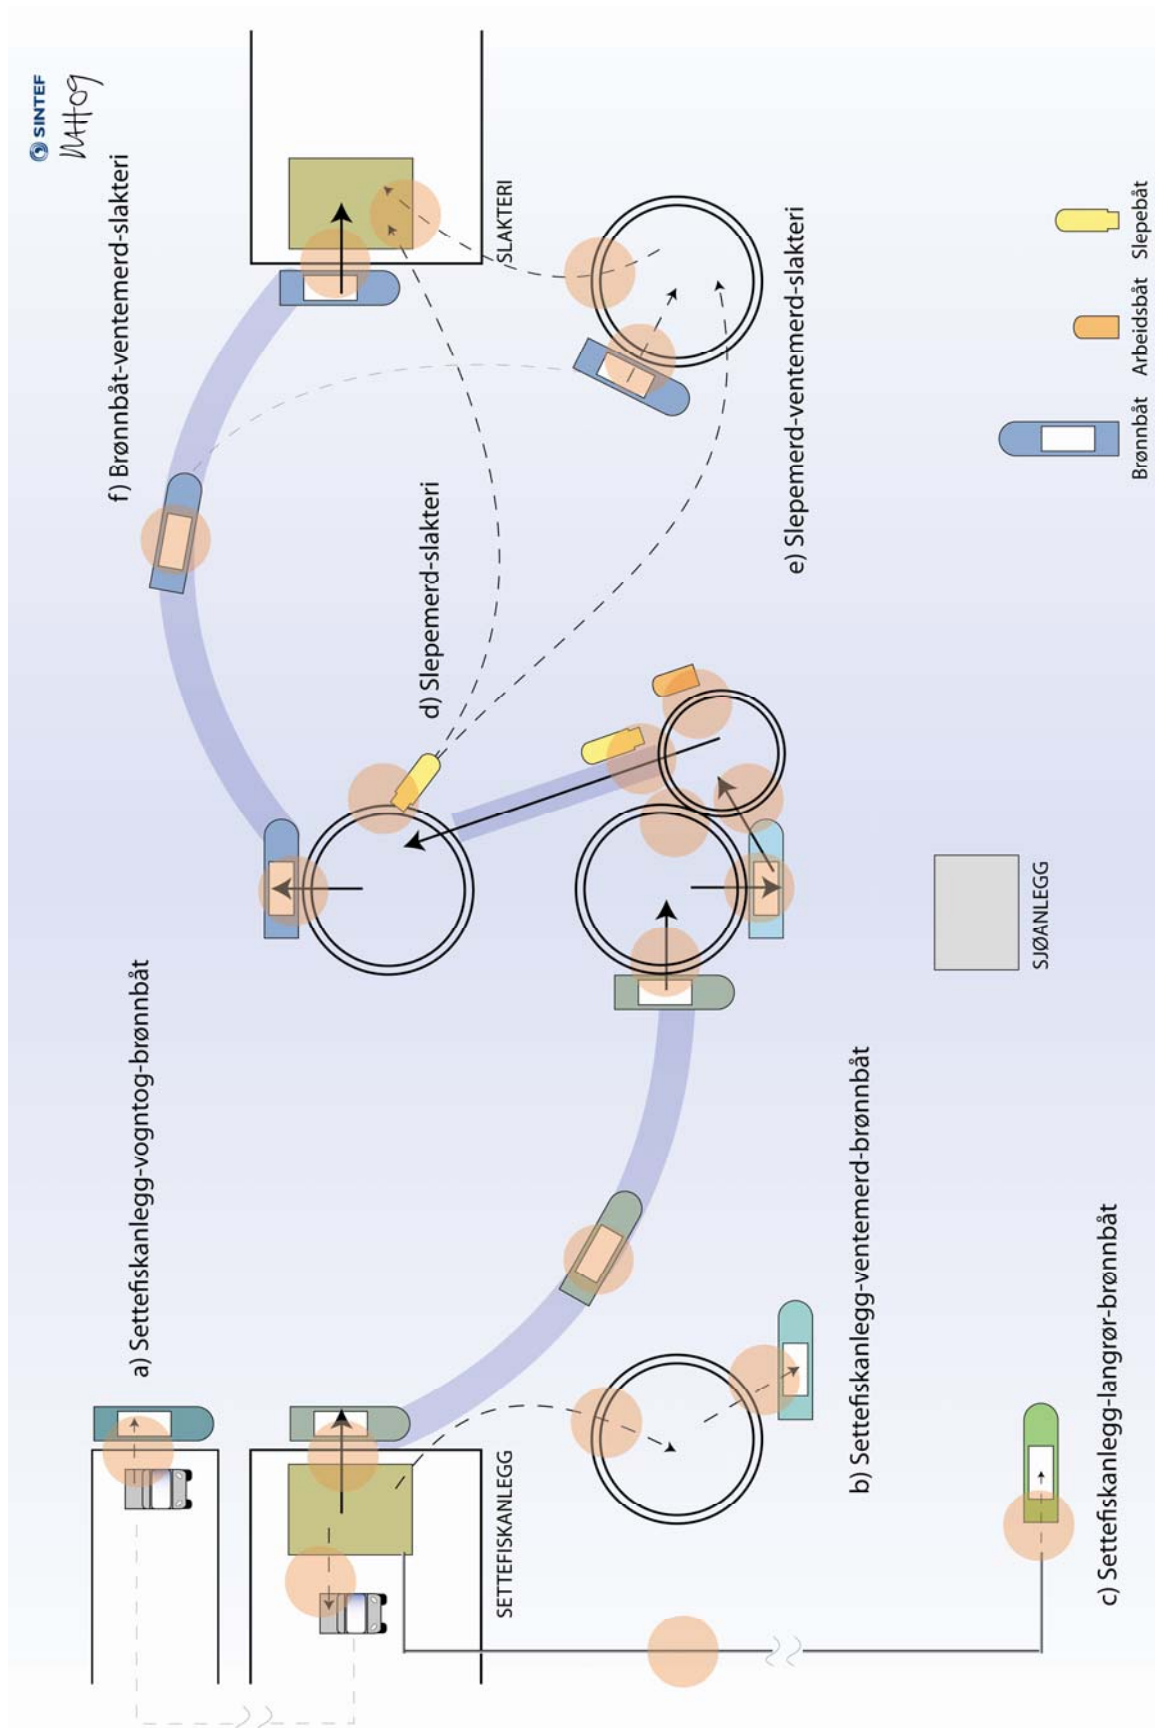 SINTEF
a) Settefiskanlegg-vogntog-brønnbåt
f) Brønnbåt-ventemerd-slakteri
d) Slepemerd-slakteri
SETTEFISKANLEGG
SLAKTERI
e) Slepemerd-ventemerd-slakteri
b) Settefiskanlegg-ventemerd-brønnbåt
SJØANLEGG
c) Settefiskanlegg-langrør-brønnbåt
Brønnbåt Arbeidsbåt Slepebåt